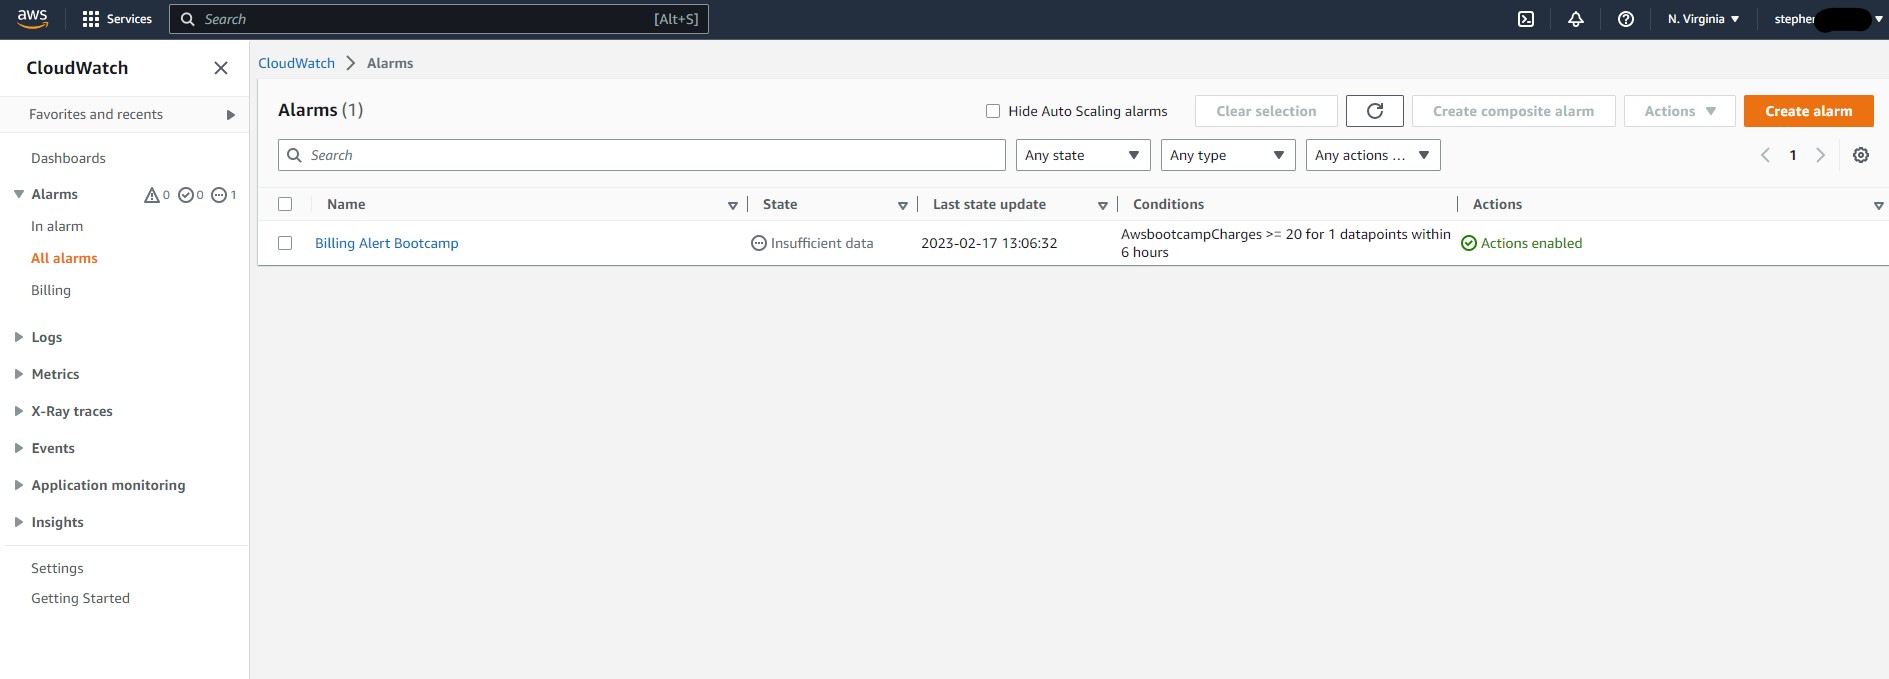 aws
Services
Search
[Alt+S]
N. Virginia
stephen
CloudWatch
Favorites and recents
Dashboards
Alarms
0
0
1
In alarm
All alarms
Billing
Logs
Metrics
X-Ray traces
Events
Application monitoring
Insights
Settings
Getting Started
CloudWatch
Alarms
Alarms (1)
Hide Auto Scaling alarms
Clear selection
Create composite alarm
Actions
Create alarm
Search
Any state
Any type
Any actions ...
1
Name
State
Last state update
Conditions
Actions
Billing Alert Bootcamp
Insufficient data
2023-02-17 13:06:32
AwsbootcampCharges >= 20 for 1 datapoints within
6 hours
Actions enabled